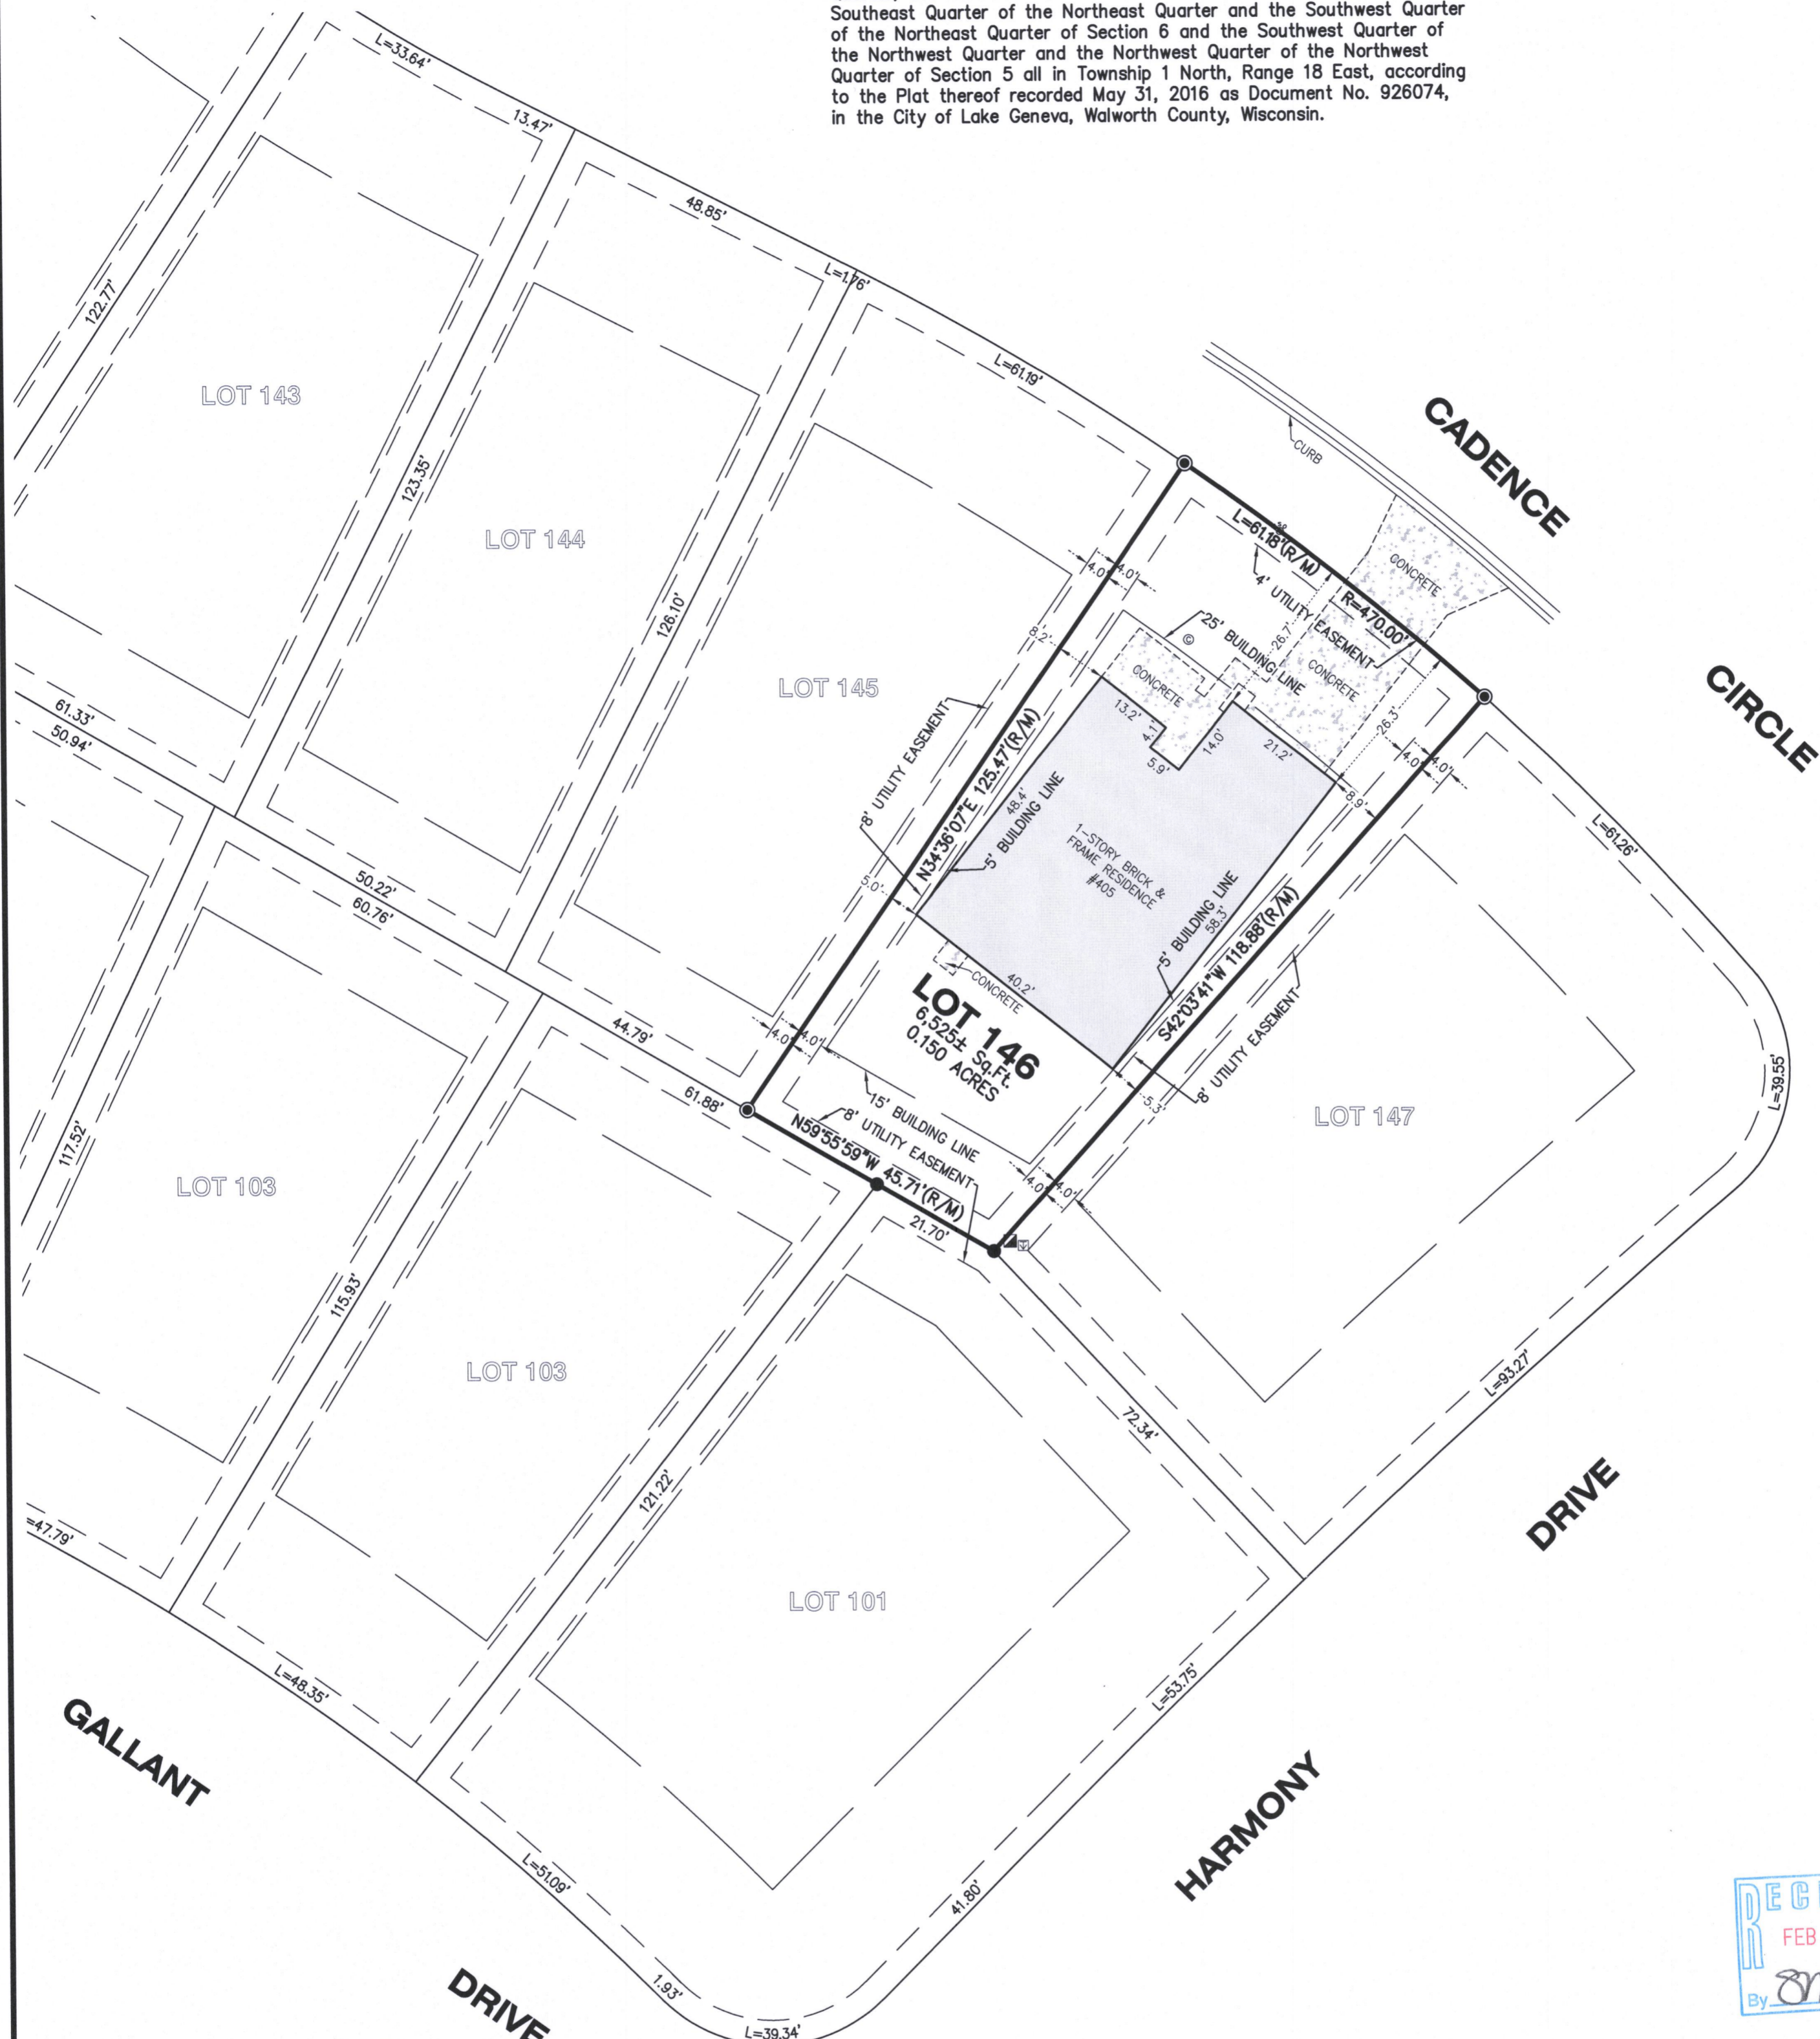 Southeast Quarter of the Northeast Quarter and the Southwest Quarter
of the Northeast Quarter of Section 6 and the Southwest Quarter of
the Northwest Quarter and the Northwest Quarter of the Northwest
Quarter of Section 5 all in Township 1 North, Range 18 East, according
to the Plat thereof recorded May 31, 2016 as Document No. 926074,
in the City of Lake Geneva, Walworth County, Wisconsin.
L=33.64'
13.47'
48.85'
L=1.76'
L=61.19'
122.77'
LOT 143
123.35'
LOT 144
126.10'
LOT 145
CURB
CADENCE
CIRCLE
L=61.18'(R/M)
R=470.00'
CONCRETE
4' UTILITY EASEMENT
25' BUILDING LINE
©
26.7'
CONCRETE
CONCRETE
4.0'
4.0'
8.2'
13.2'
4.1'
5.9'
14.0'
21.2'
26.3'
4.0'
4.0'
8.9'
L=61.26'
8' UTILITY EASEMENT
N34°36'07"E 125.47'(R/M)
48.4'
5' BUILDING LINE
1-STORY BRICK &
FRAME RESIDENCE
#405
5' BUILDING LINE
58.3'
S42°03'41"W 118.88'(R/M)
5.0'
40.2'
CONCRETE
LOT 146
6,525± Sq.Ft.
0.150 ACRES
8' UTILITY EASEMENT
5.3'
4.0'
4.0'
15' BUILDING LINE
8' UTILITY EASEMENT
N59°55'59"W 45.71'(R/M)
4.0'
4.0'
21.70'
LOT 147
L=39.55'
L=93.27'
61.33'
50.94'
50.22'
60.76'
44.79'
61.88'
117.52'
LOT 103
115.93'
LOT 103
121.22'
LOT 101
72.34'
DRIVE
=47.79'
L=48.35'
L=53.75'
GALLANT
HARMONY
L=51.09'
41.80'
1.93'
DRIVE
L=39.34'
REC
FEB
By